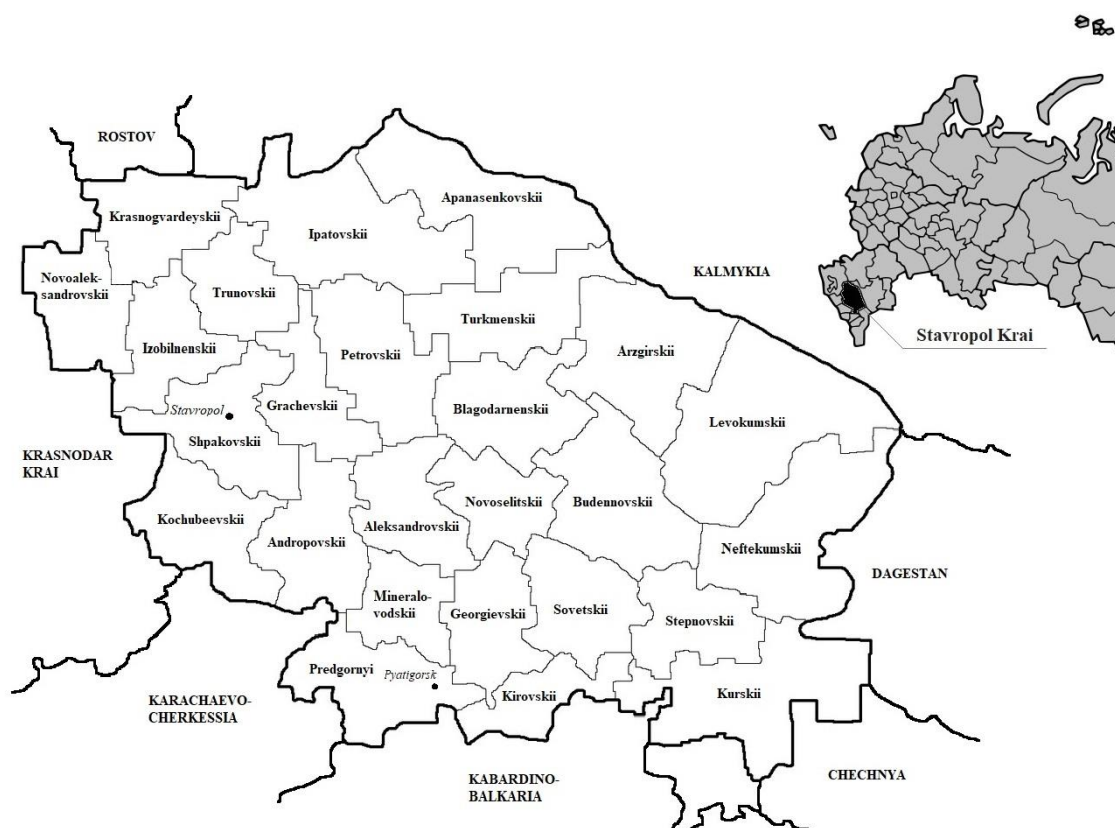 ROSTOV
Krasnogvardeyskii
Apanasenkovskii
Ipatovskii
Novoalek-
sandrovskii
Trunovskii
KALMYKIA
Turkmenskii
Stavropol Krai
Izobilnenskii
Petrovskii
Arzgirskii
Stavropol
Grachevskii
Blagodarnenskii
Levokumskii
Shpakovskii
KRASNODAR
KRAI
Kochubeevskii
Aleksandrovskii
Novoselitskii
Budennovskii
Andropovskii
Neftekumskii
DAGESTAN
Mineralo-
vodskii
Georgievskii
Sovetskii
Stepnovskii
Predgornyi
Pyatigorsk
Kirovskii
Kurskii
KARACHAEVO-
CHERKESSIA
KABARDINO-
BALKARIA
CHECHNYA